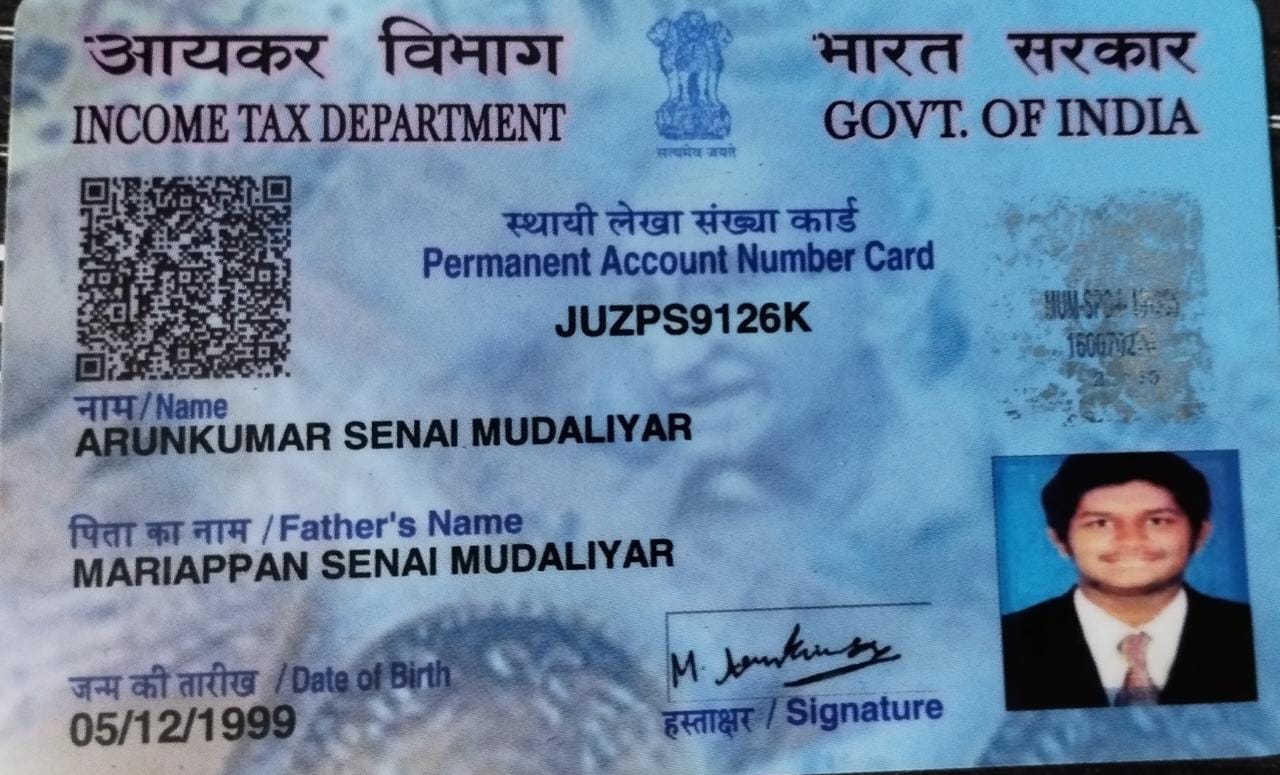 आयकर विभाग
INCOME TAX DEPARTMENT
सत्यमेव जयते
भारत सरकार
GOVT. OF INDIA
स्थायी लेखा संख्या कार्ड
Permanent Account Number Card
JUZPS9126K
नाम/Name
ARUNKUMAR SENAI MUDALIYAR
पिता का नाम /Father's Name
MARIAPPAN SENAI MUDALIYAR
जन्म की तारीख /Date of Birth
05/12/1999
M.
हस्ताक्षर / Signature